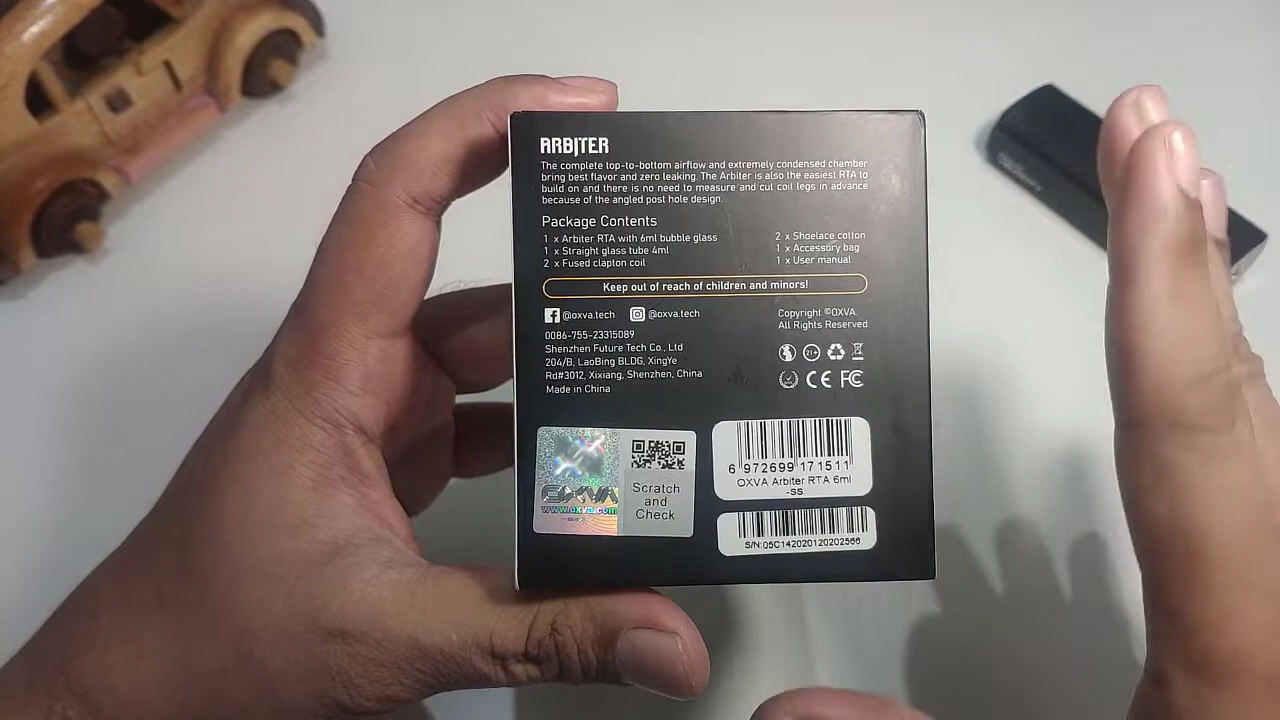 ARBITER
The complete top-to-bottom airflow and extremely condensed chamber
bring best flavor and zero leaking. The Arbiter is also the easiest RTA to
build on and there is no need to measure and cut coil legs in advance
because of the angled post hole design.
Package Contents
1 x Arbiter RTA with 6ml bubble glass
1 x Straight glass tube 4ml
2 x Fused clapton coil
2 x Shoelace cotton
1 x Accessory bag
1 x User manual
Keep out of reach of children and minors!
@oxva.tech @oxva.tech
0086-755-23315089
Shenzhen Future Tech Co., Ltd
204/B, LaoBing BLDG, XingYe
Rd#3012, Xixiang, Shenzhen, China
Made in China
Copyright ©OXVA.
All Rights Reserved.
21+
CE FC
OXVA
www.oxva.com
Scratch
and
Check
6 972699 171511
OXVA Arbiter RTA 6ml
-SS
S/N:05C142020120202566